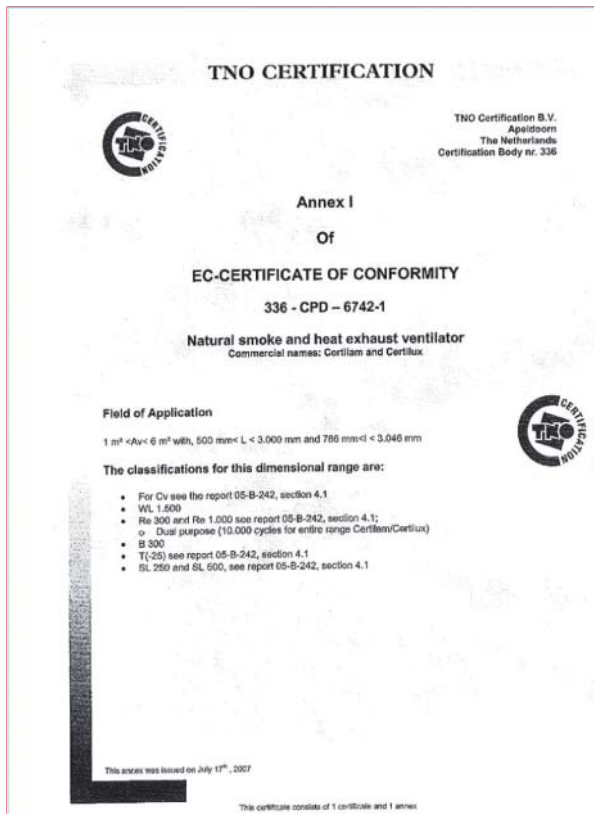 TNO CERTIFICATION
TNO CERTIFICATION
TNO Certification B.V.
Apeldoorn
The Netherlands
Certification Body nr. 336
Annex I
Of
EC-CERTIFICATE OF CONFORMITY
336 - CPD – 6742-1
Natural smoke and heat exhaust ventilator
Commercial names: Certilam and Certilux
TNO CERTIFICATION
Field of Application
1 m² <Av< 6 m² with, 500 mm< L < 3.000 mm and 766 mm<l < 3.046 mm
The classifications for this dimensional range are:
• For Cv see the report 05-B-242, section 4.1
• WL 1.500
• Re 300 and Re 1.000 see report 05-B-242, section 4.1;
o Dual purpose (10.000 cycles for entire range Certilam/Certilux)
• B 300
• T(-25) see report 05-B-242, section 4.1
• SL 250 and SL 500, see report 05-B-242, section 4.1
This annex was issued on July 17th, 2007
This certificate consists of 1 certificate and 1 annex